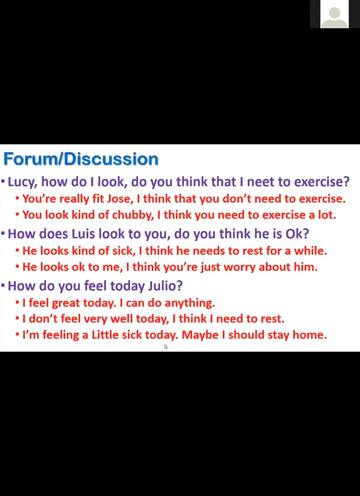 Forum/Discussion
• Lucy, how do I look, do you think that I neet to exercise?
• You're really fit Jose, I think that you don't need to exercise.
• You look kind of chubby, I think you need to exercise a lot.
• How does Luis look to you, do you think he is Ok?
• He looks kind of sick, I think he needs to rest for a while.
• He looks ok to me, I think you're just worry about him.
• How do you feel today Julio?
• I feel great today. I can do anything.
• I don't feel very well today, I think I need to rest.
• I'm feeling a Little sick today. Maybe I should stay home.